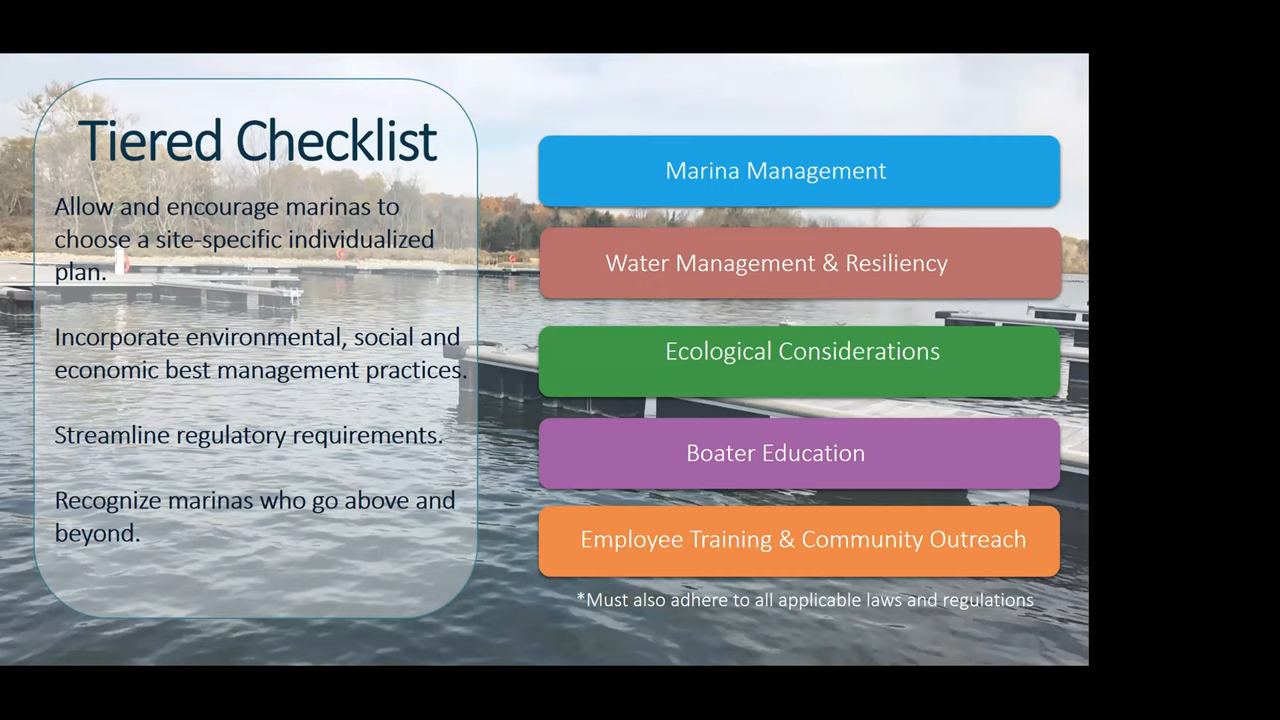 Tiered Checklist
Allow and encourage marinas to
choose a site-specific individualized
plan.
Incorporate environmental, social and
economic best management practices.
Streamline regulatory requirements.
Recognize marinas who go above and
beyond.
Marina Management
Water Management & Resiliency
Ecological Considerations
Boater Education
Employee Training & Community Outreach
*Must also adhere to all applicable laws and regulations